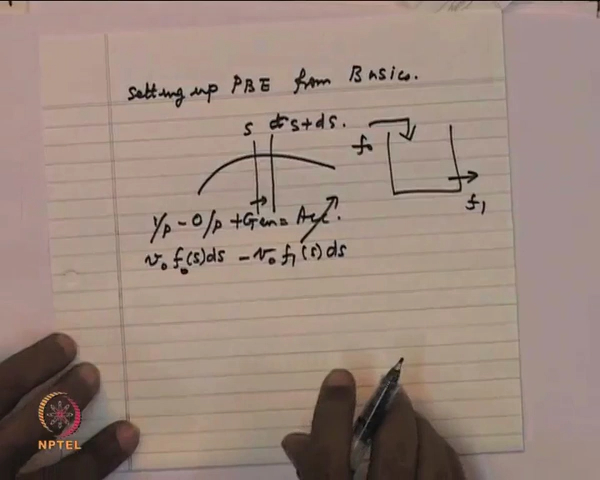 Setting up PBE from Basics.
s s+ds.
f₀
f₁
I/p - O/p + Gen = Acc.
v₀ f₀(s)ds - v₀ f₁(s)ds
NPTEL